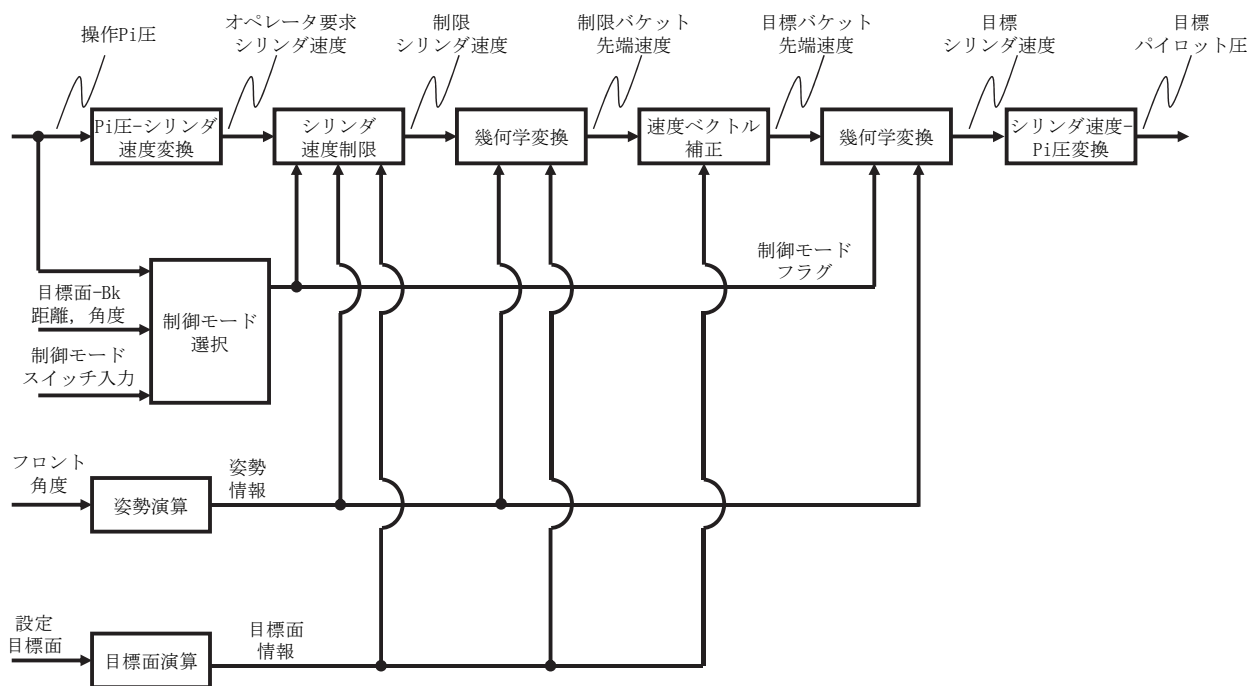 操作Pi圧
オペレータ要求
シリンダ速度
制限
シリンダ速度
制限バケット
先端速度
目標バケット
先端速度
目標
シリンダ速度
目標
パイロット圧
Pi圧-シリンダ
速度変換
シリンダ
速度制限
幾何学変換
速度ベクトル
補正
幾何学変換
シリンダ速度-
Pi圧変換
制御モード
フラグ
目標面-Bk
距離, 角度
制御モード
スイッチ入力
制御モード
選択
フロント
角度
姿勢演算
姿勢
情報
設定
目標面
目標面演算
目標面
情報